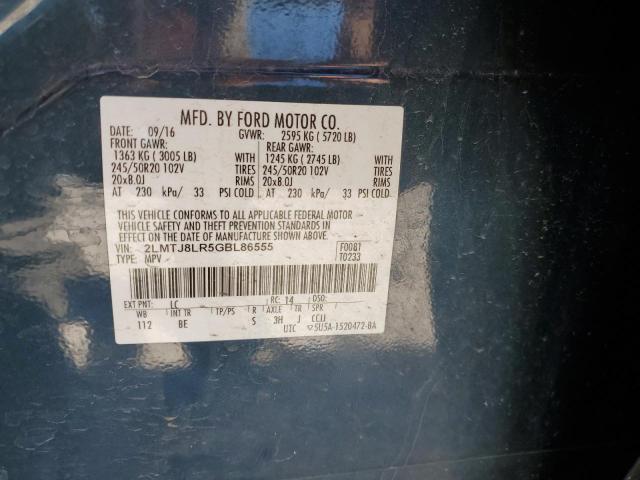 MFD. BY FORD MOTOR CO.
DATE: 09/16 GVWR: 2595 KG ( 5720 LB)
FRONT GAWR: REAR GAWR:
1363 KG ( 3005 LB) WITH 1245 KG ( 2745 LB)
245/50R20 102V TIRES 245/50R20 102V
20x8.0J RIMS 20x8.0J
AT 230 kPa/ 33 PSI COLD AT 230 kPa/ 33 PSI COLD
THIS VEHICLE CONFORMS TO ALL APPLICABLE FEDERAL MOTOR
VEHICLE SAFETY AND THEFT PREVENTION STANDARDS IN EFFECT ON THE DATE
OF MANUFACTURE SHOWN ABOVE.
VIN: 2LMTJ8LR5GBL86555 F0081
TYPE: MPV T0233
EXT PNT: LC RC: 14 DSO:
WB INT TR TP/PS R AXLE TR SPR
112 BE S 3H J CCIJ
UTC 5U5A-1520472-BA